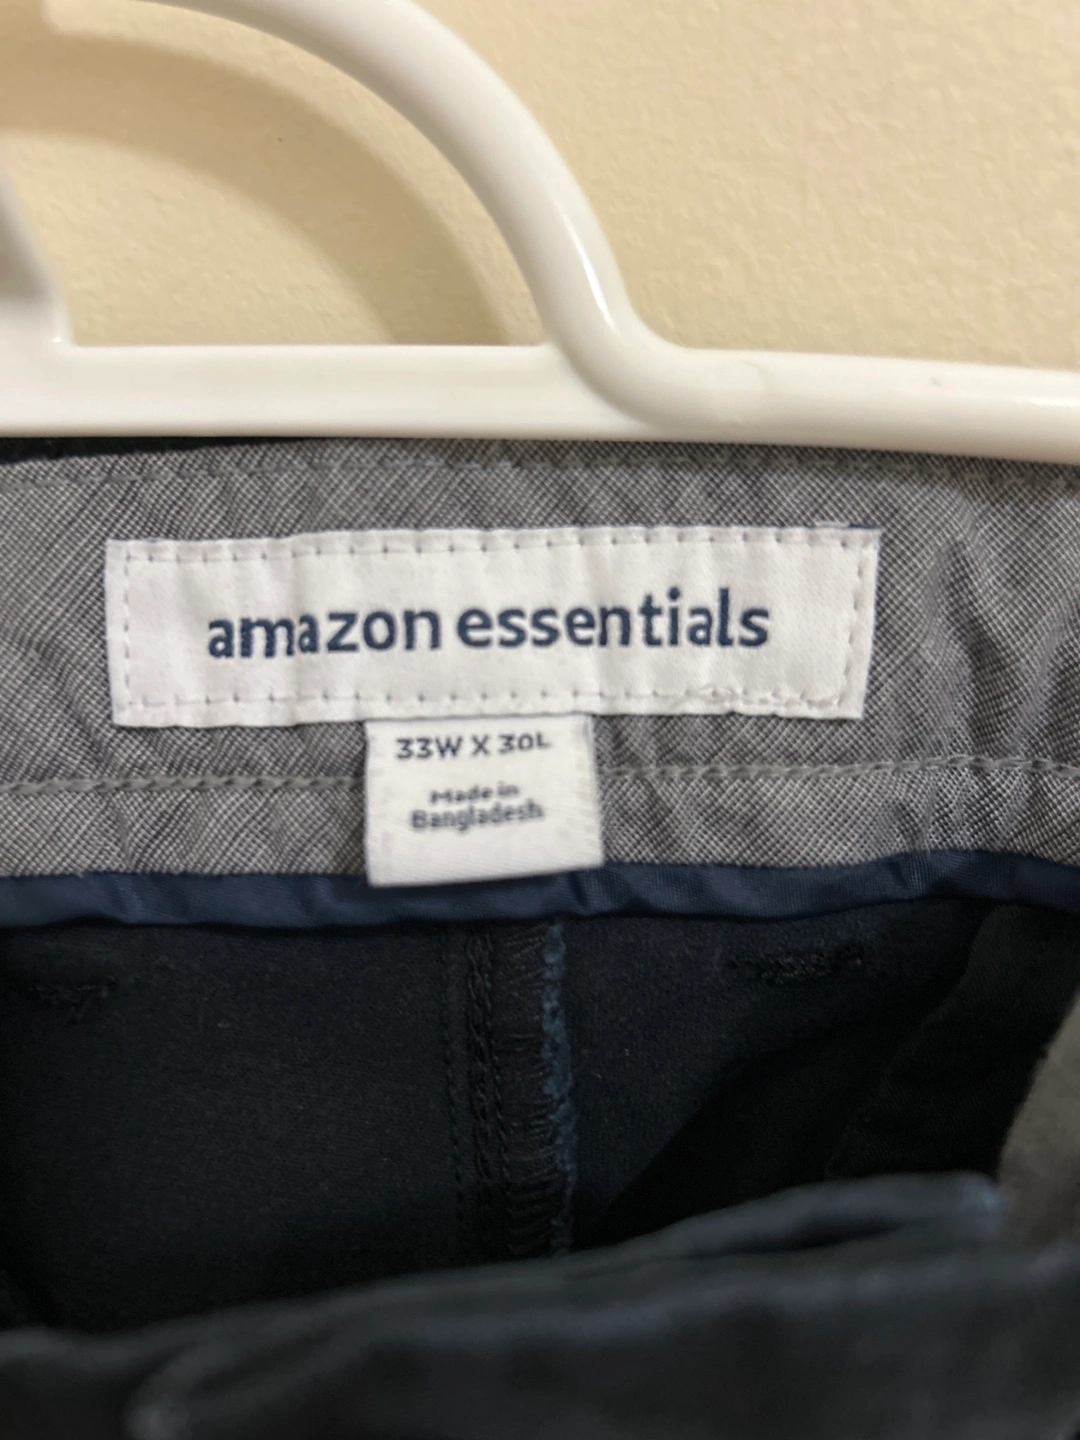 amazon essentials
33W X 30L
Made in
Bangladesh